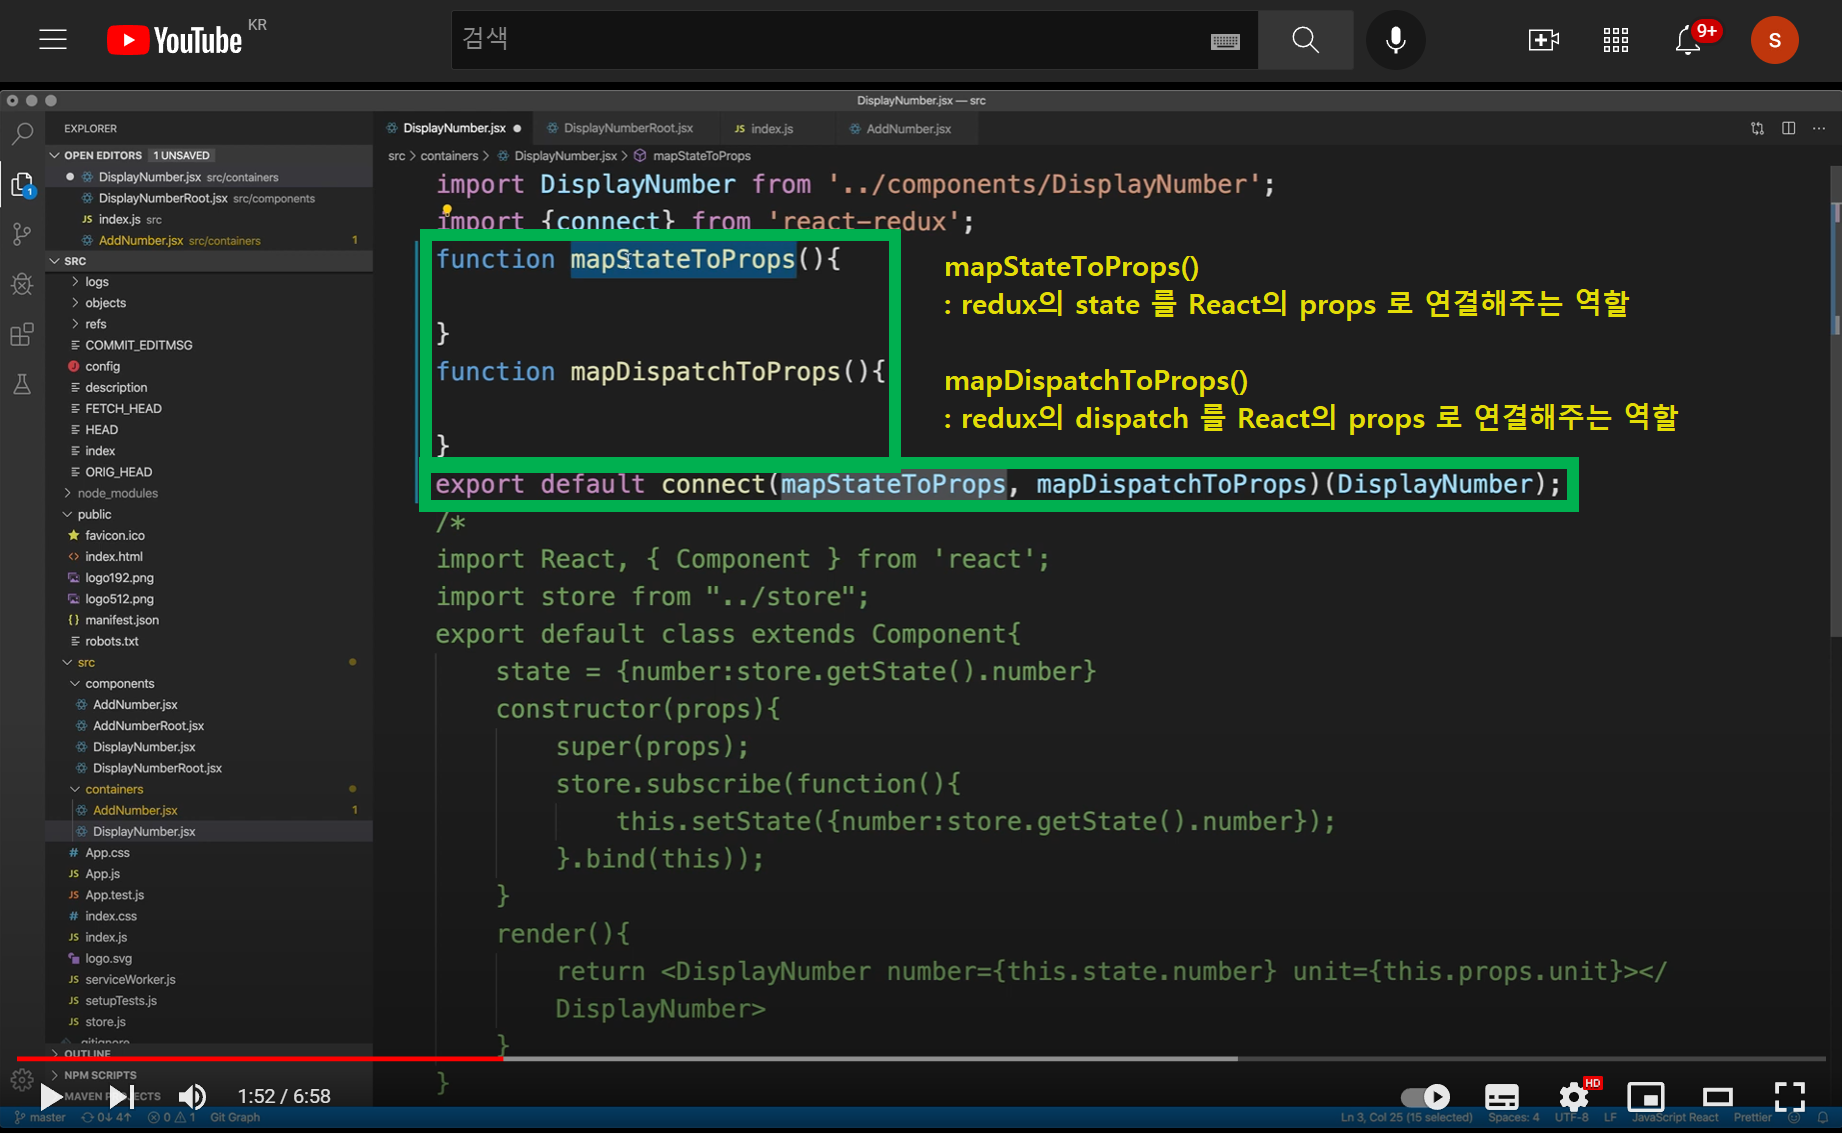 YouTube KR
검색
9+
S
DisplayNumber.jsx — src
EXPLORER
OPEN EDITORS 1 UNSAVED
DisplayNumber.jsx src/containers
DisplayNumberRoot.jsx src/components
JS index.js src
AddNumber.jsx src/containers 1
SRC
logs
objects
refs
COMMIT_EDITMSG
config
description
FETCH_HEAD
HEAD
index
ORIG_HEAD
node_modules
public
favicon.ico
index.html
logo192.png
logo512.png
manifest.json
robots.txt
src
components
AddNumber.jsx
AddNumberRoot.jsx
DisplayNumber.jsx
DisplayNumberRoot.jsx
containers
AddNumber.jsx 1
DisplayNumber.jsx
# App.css
JS App.js
JS App.test.js
# index.css
JS index.js
logo.svg
JS serviceWorker.js
JS setupTests.js
JS store.js
.gitignore
OUTLINE
NPM SCRIPTS
1
DisplayNumber.jsx DisplayNumberRoot.jsx JS index.js AddNumber.jsx
src > containers > DisplayNumber.jsx > mapStateToProps
import DisplayNumber from '../components/DisplayNumber';
import {connect} from 'react-redux';
function mapStateToProps(){
}
function mapDispatchToProps(){
}
export default connect(mapStateToProps, mapDispatchToProps)(DisplayNumber);
/*
import React, { Component } from 'react';
import store from "../store";
export default class extends Component{
state = {number:store.getState().number}
constructor(props){
super(props);
store.subscribe(function(){
this.setState({number:store.getState().number});
}.bind(this));
}
render(){
return <DisplayNumber number={this.state.number} unit={this.props.unit}></
DisplayNumber>
}
}
mapStateToProps()
: redux의 state 를 React의 props 로 연결해주는 역할
mapDispatchToProps()
: redux의 dispatch 를 React의 props 로 연결해주는 역할
1:52 / 6:58
HD
master 0↓ 4↑ 0 1 Git Graph
Ln 3, Col 25 (15 selected) Spaces: 4 UTF-8 LF JavaScript React Prettier